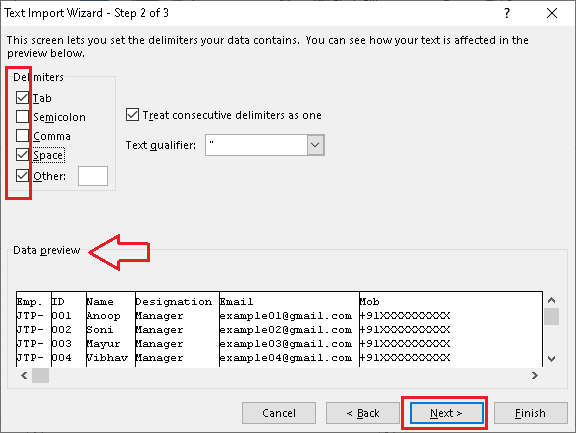 Text Import Wizard - Step 2 of 3
This screen lets you set the delimiters your data contains. You can see how your text is affected in the
preview below.
Delimiters
Tab
Semicolon
Treat consecutive delimiters as one
Comma
Text qualifier: "
Space
Other:
Data preview
Emp. ID Name Designation Email Mob
JTP- 001 Anoop Manager example01@gmail.com +91XXXXXXXXXX
JTP- 002 Soni Manager example02@gmail.com +91XXXXXXXXXX
JTP- 003 Mayur Manager example03@gmail.com +91XXXXXXXXXX
JTP- 004 Vibhav Manager example04@gmail.com +91XXXXXXXXXX
Cancel < Back Next > Finish